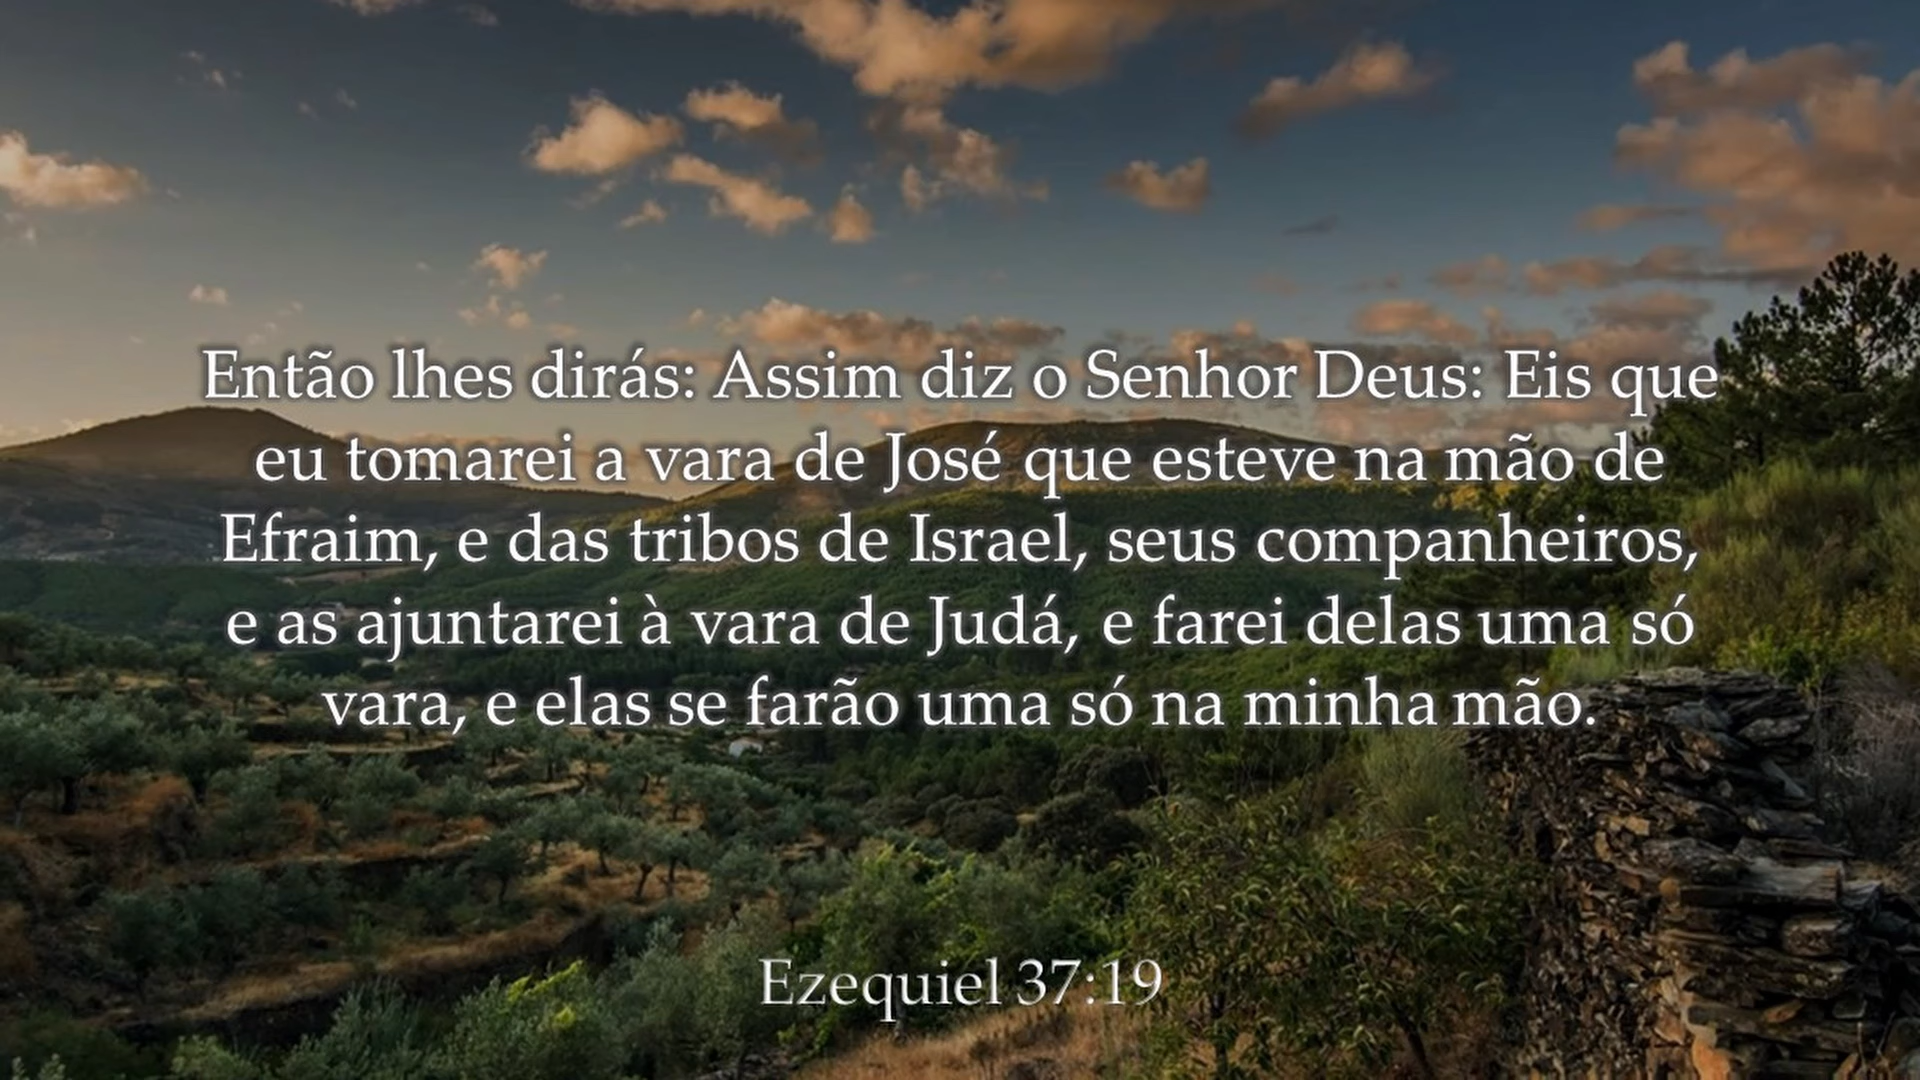 Então lhes dirás: Assim diz o Senhor Deus: Eis que
eu tomarei a vara de José que esteve na mão de
Efraim, e das tribos de Israel, seus companheiros,
e as ajuntarei à vara de Judá, e farei delas uma só
vara, e elas se farão uma só na minha mão.
Ezequiel 37:19